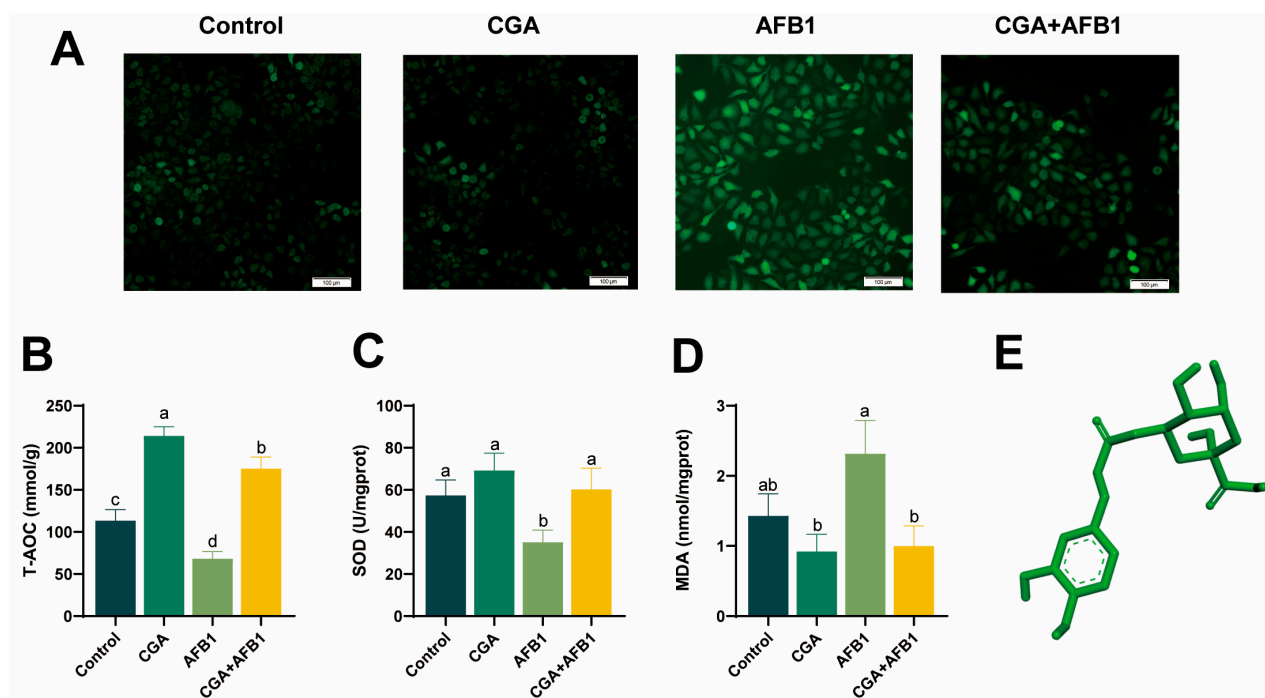 Control CGA AFB1 CGA+AFB1
A
100 μm 100 μm 100 μm 100 μm
B
T-AOC (mmol/g)
250
200
150
100
50
0
c a d b
Control CGA AFB1 CGA+AFB1
C
SOD (U/mgprot)
100
80
60
40
20
0
a a b a
Control CGA AFB1 CGA+AFB1
D
MDA (nmol/mgprot)
3
2
1
0
ab b a b
Control CGA AFB1 CGA+AFB1
E